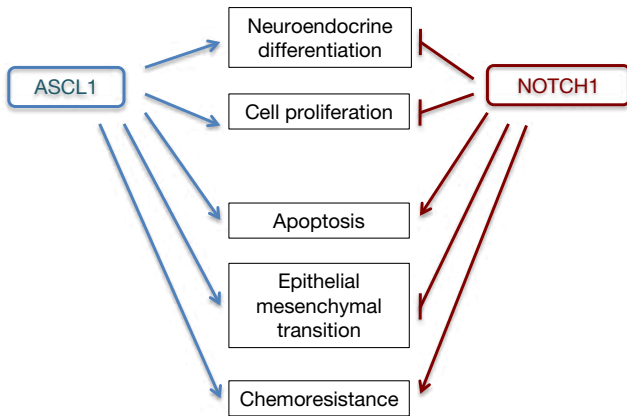 Neuroendocrine
differentiation
ASCL1
NOTCH1
Cell proliferation
Apoptosis
Epithelial
mesenchymal
transition
Chemoresistance